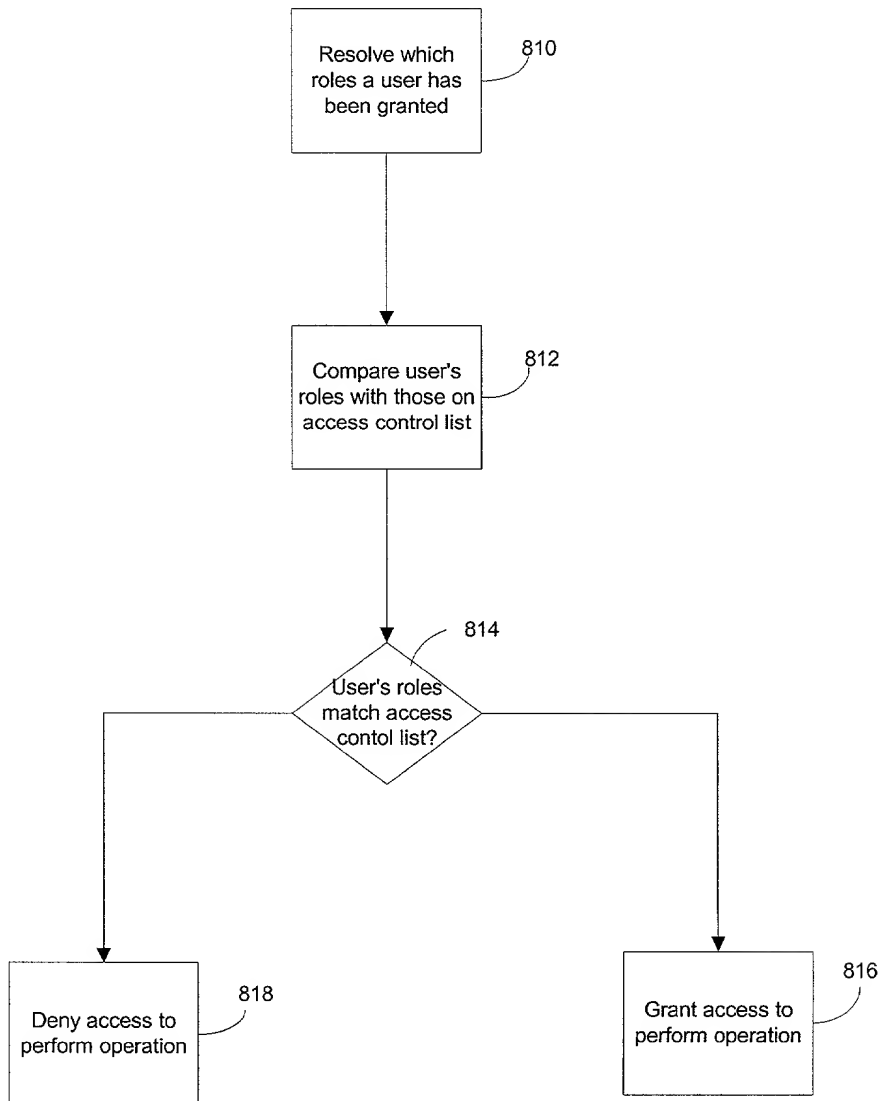 Resolve which
roles a user has
been granted
810
Compare user's
roles with those on
access control list
812
814
User's roles
match access
contol list?
818
Deny access to
perform operation
816
Grant access to
perform operation